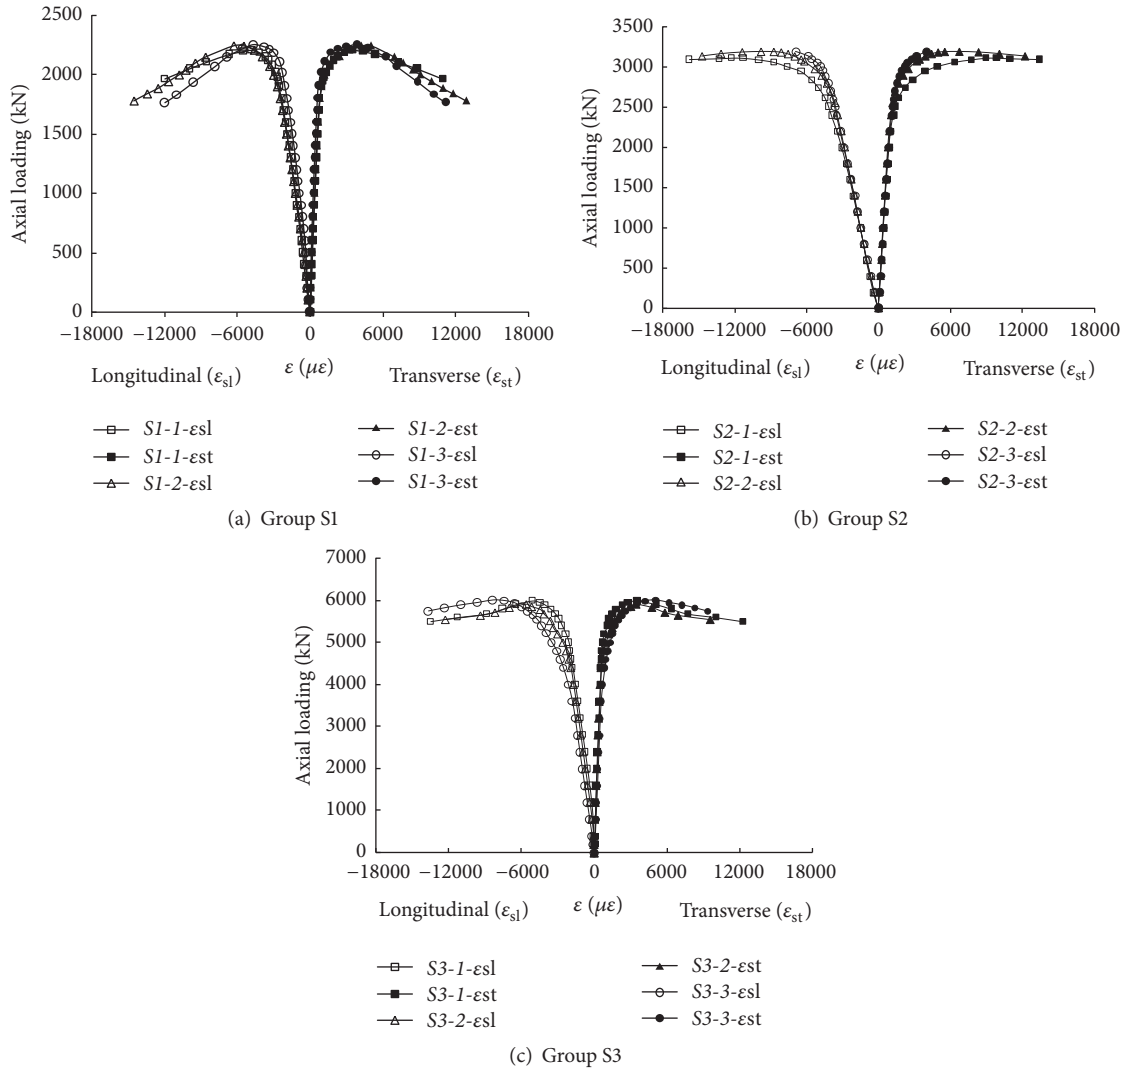 2500
2000
1500
1000
500
0
Axial loading (kN)
−18000 −12000 −6000 0 6000 12000 18000
Longitudinal (εsl) ε (με) Transverse (εst)
S1-1-εsl
S1-1-εst
S1-2-εsl
S1-2-εst
S1-3-εsl
S1-3-εst
(a) Group S1
3500
3000
2500
2000
1500
1000
500
0
Axial loading (kN)
−18000 −12000 −6000 0 6000 12000 18000
Longitudinal (εsl) ε (με) Transverse (εst)
S2-1-εsl
S2-1-εst
S2-2-εsl
S2-2-εst
S2-3-εsl
S2-3-εst
(b) Group S2
7000
6000
5000
4000
3000
2000
1000
0
Axial loading (kN)
−18000 −12000 −6000 0 6000 12000 18000
Longitudinal (εsl) ε (με) Transverse (εst)
S3-1-εsl
S3-1-εst
S3-2-εsl
S3-2-εst
S3-3-εsl
S3-3-εst
(c) Group S3